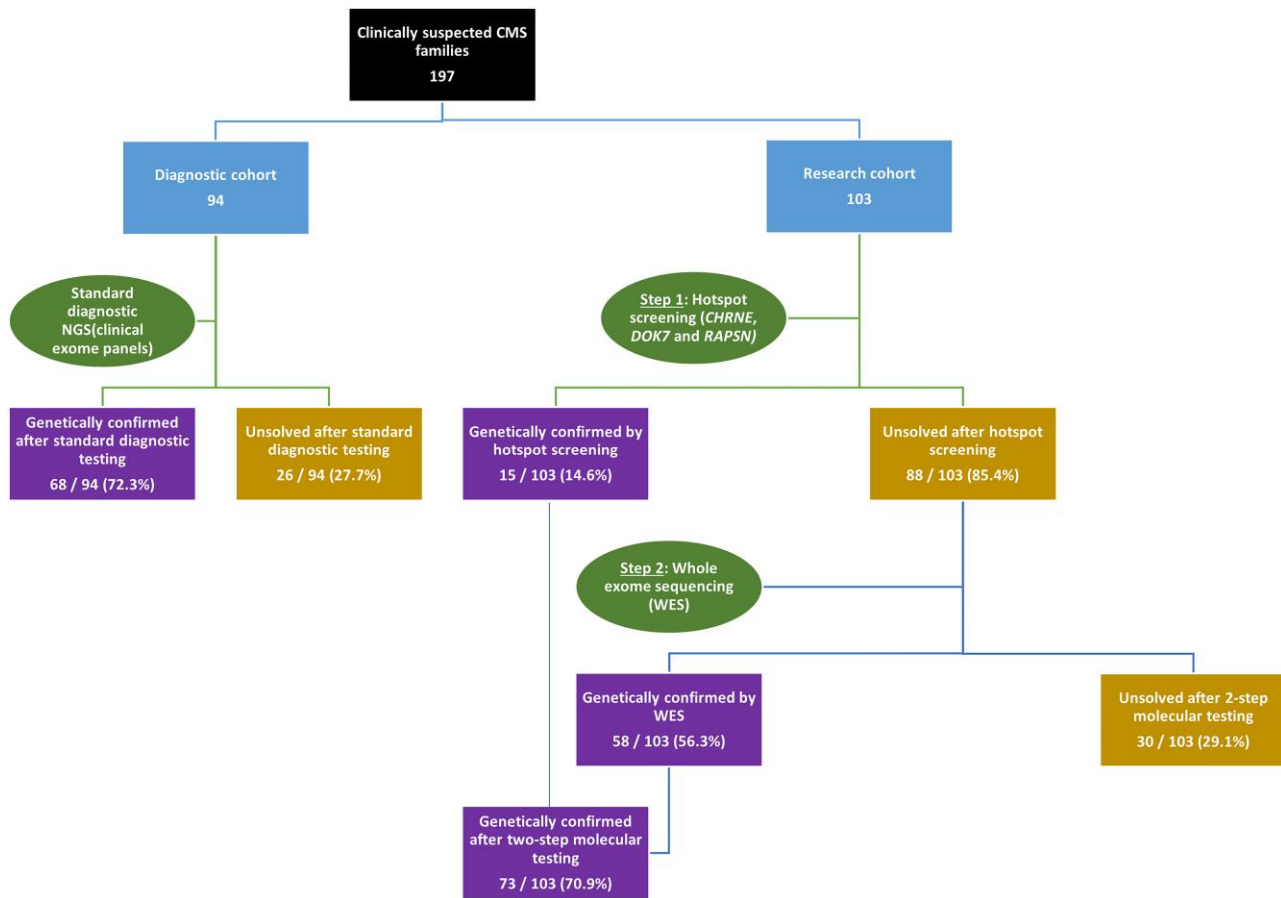 Clinically suspected CMS
families
197
Diagnostic cohort
94
Research cohort
103
Standard
diagnostic
NGS(clinical
exome panels)
Step 1: Hotspot
screening (CHRNE,
DOK7 and RAPSN)
Genetically confirmed
after standard diagnostic
testing
68 / 94 (72.3%)
Unsolved after standard
diagnostic testing
26 / 94 (27.7%)
Genetically confirmed by
hotspot screening
15 / 103 (14.6%)
Unsolved after hotspot
screening
88 / 103 (85.4%)
Step 2: Whole
exome sequencing
(WES)
Genetically confirmed by
WES
58 / 103 (56.3%)
Unsolved after 2-step
molecular testing
30 / 103 (29.1%)
Genetically confirmed
after two-step molecular
testing
73 / 103 (70.9%)